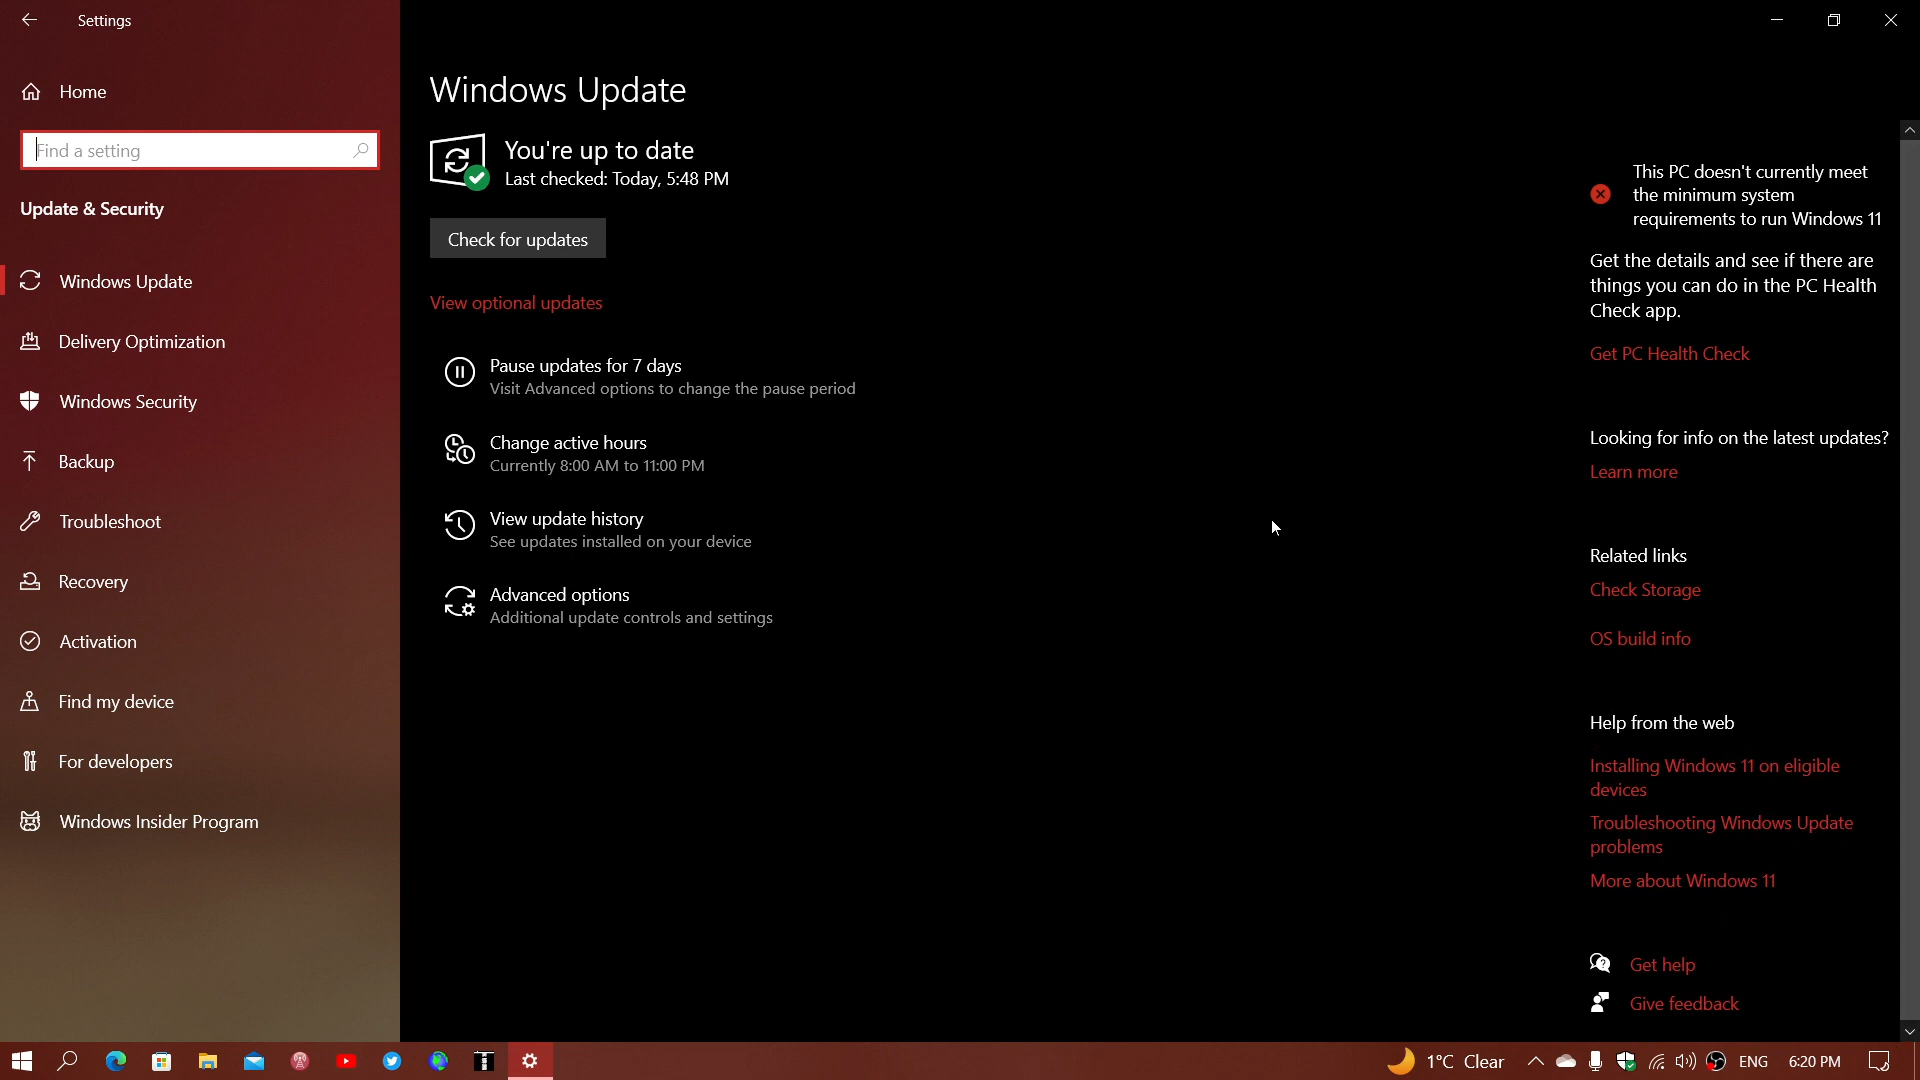 Settings
Home
Find a setting
Update & Security
Windows Update
Delivery Optimization
Windows Security
Backup
Troubleshoot
Recovery
Activation
Find my device
For developers
Windows Insider Program
Windows Update
You're up to date
Last checked: Today, 5:48 PM
Check for updates
View optional updates
Pause updates for 7 days
Visit Advanced options to change the pause period
Change active hours
Currently 8:00 AM to 11:00 PM
View update history
See updates installed on your device
Advanced options
Additional update controls and settings
This PC doesn't currently meet
the minimum system
requirements to run Windows 11
Get the details and see if there are
things you can do in the PC Health
Check app.
Get PC Health Check
Looking for info on the latest updates?
Learn more
Related links
Check Storage
OS build info
Help from the web
Installing Windows 11 on eligible
devices
Troubleshooting Windows Update
problems
More about Windows 11
Get help
Give feedback
1°C Clear
ENG
6:20 PM